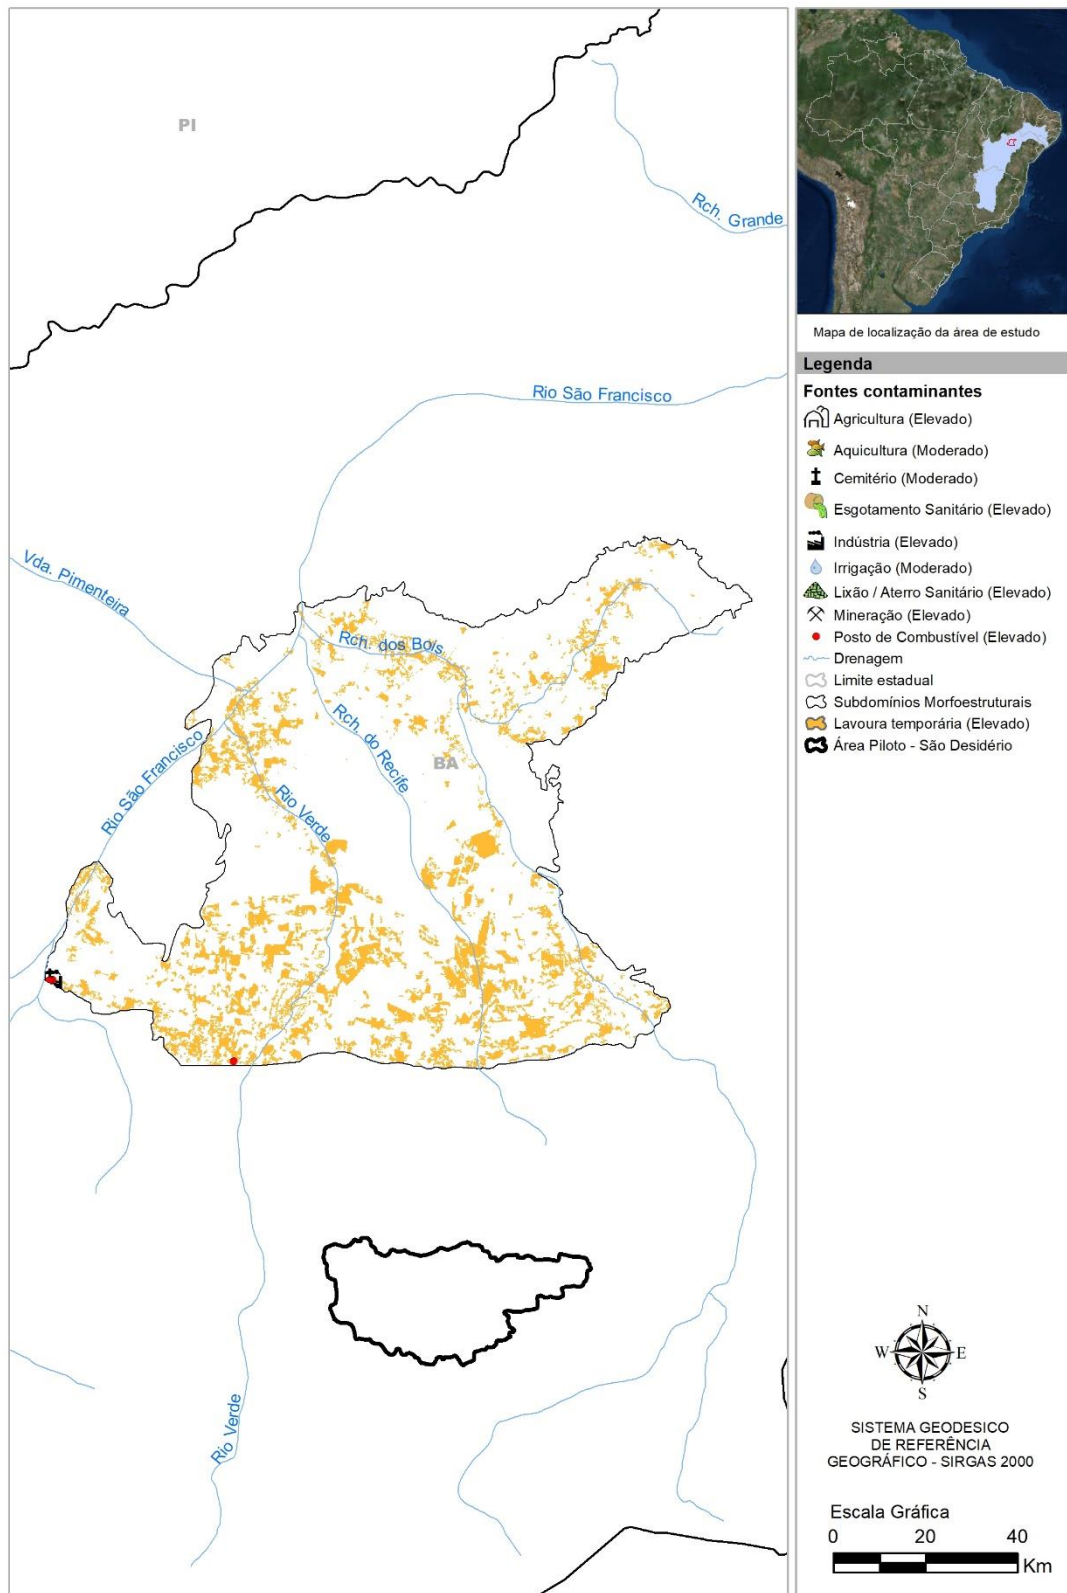 PI
Rch. Grande
Rio São Francisco
Vda. Pimenteira
Rch. dos Bois
Rch. do Recife
BA
Rio São Francisco
Rio Verde
Rio Verde
Mapa de localização da área de estudo
Legenda
Fontes contaminantes
Agricultura (Elevado)
Aquicultura (Moderado)
Cemitério (Moderado)
Esgotamento Sanitário (Elevado)
Indústria (Elevado)
Irrigação (Moderado)
Lixão / Aterro Sanitário (Elevado)
Mineração (Elevado)
Posto de Combustível (Elevado)
Drenagem
Limite estadual
Subdomínios Morfoestruturais
Lavoura temporária (Elevado)
Área Piloto - São Desidério
N
W E
S
SISTEMA GEODESICO
DE REFERÊNCIA
GEOGRÁFICO - SIRGAS 2000
Escala Gráfica
0 20 40
Km